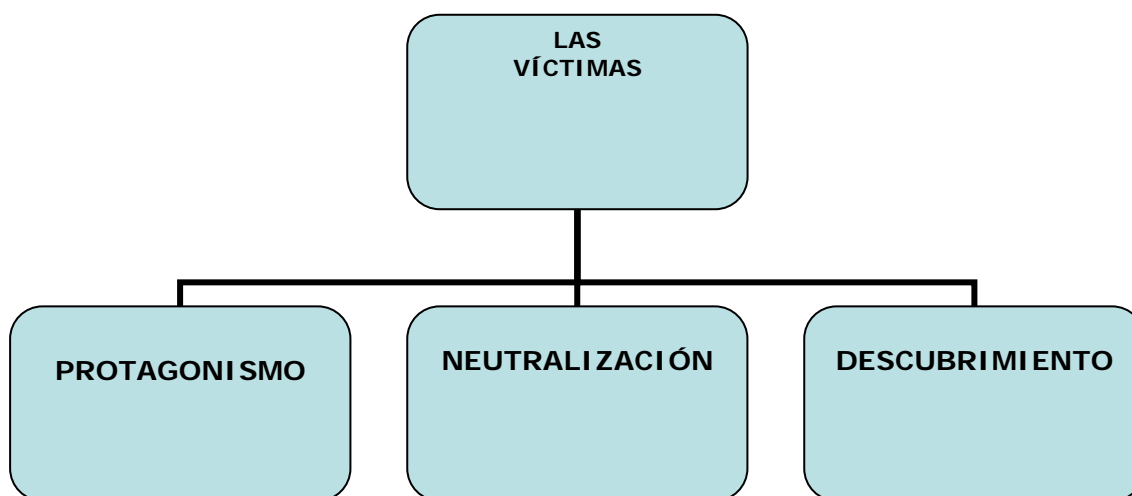 LAS
VÍCTIMAS
PROTAGONISMO
NEUTRALIZACIÓN
DESCUBRIMIENTO